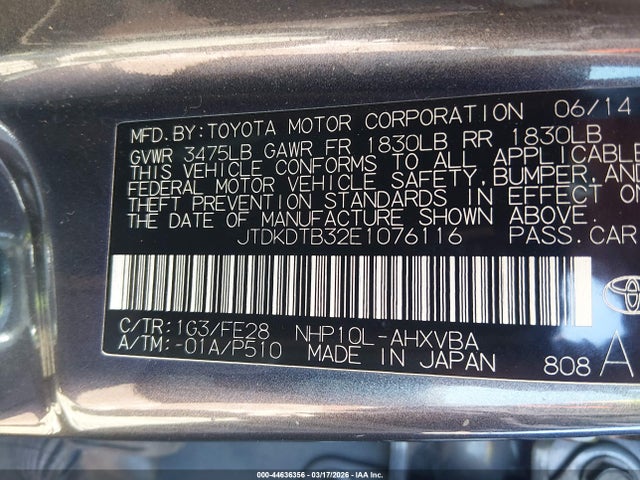 MFD.BY:TOYOTA MOTOR CORPORATION 06/14
GVWR 3475LB GAWR FR 1830LB RR 1830LB
THIS VEHICLE CONFORMS TO ALL APPLICABLE
FEDERAL MOTOR VEHICLE SAFETY,BUMPER,AND
THEFT PREVENTION STANDARDS IN EFFECT ON
THE DATE OF MANUFACTURE SHOWN ABOVE.
JTDKDTB32E1076116 PASS.CAR
C/TR:1G3/FE28 NHP10L-AHXVBA
A/TM:-01A/P510 MADE IN JAPAN 808 A
000-44636356 | 03/17/2026 | IAA Inc.